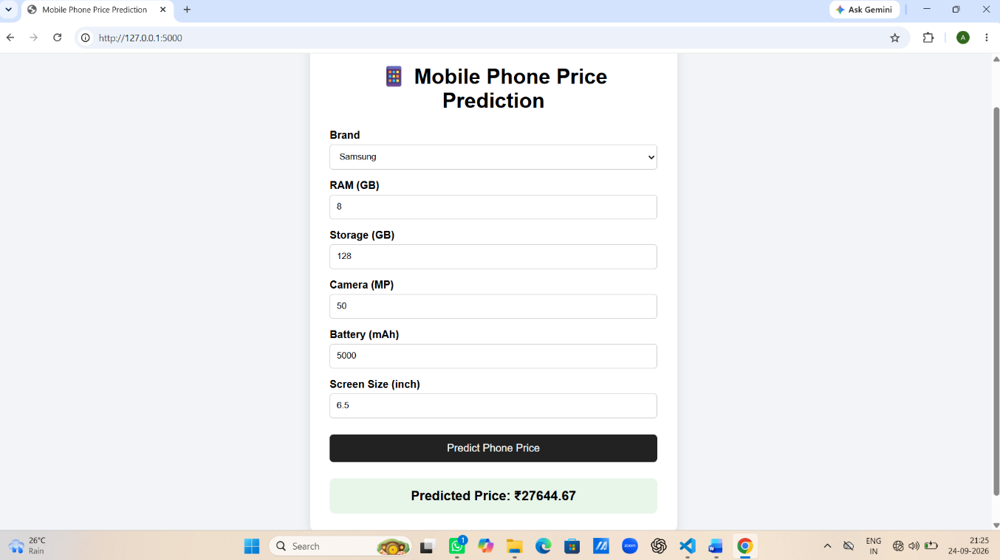 Mobile Phone Price Prediction
Ask Gemini
http://127.0.0.1:5000
A
Mobile Phone Price
Prediction
Brand
Samsung
RAM (GB)
8
Storage (GB)
128
Camera (MP)
50
Battery (mAh)
5000
Screen Size (inch)
6.5
Predict Phone Price
Predicted Price: ₹27644.67
26°C
Rain
Search
1
zoom
ENG
IN
21:25
24-09-2026